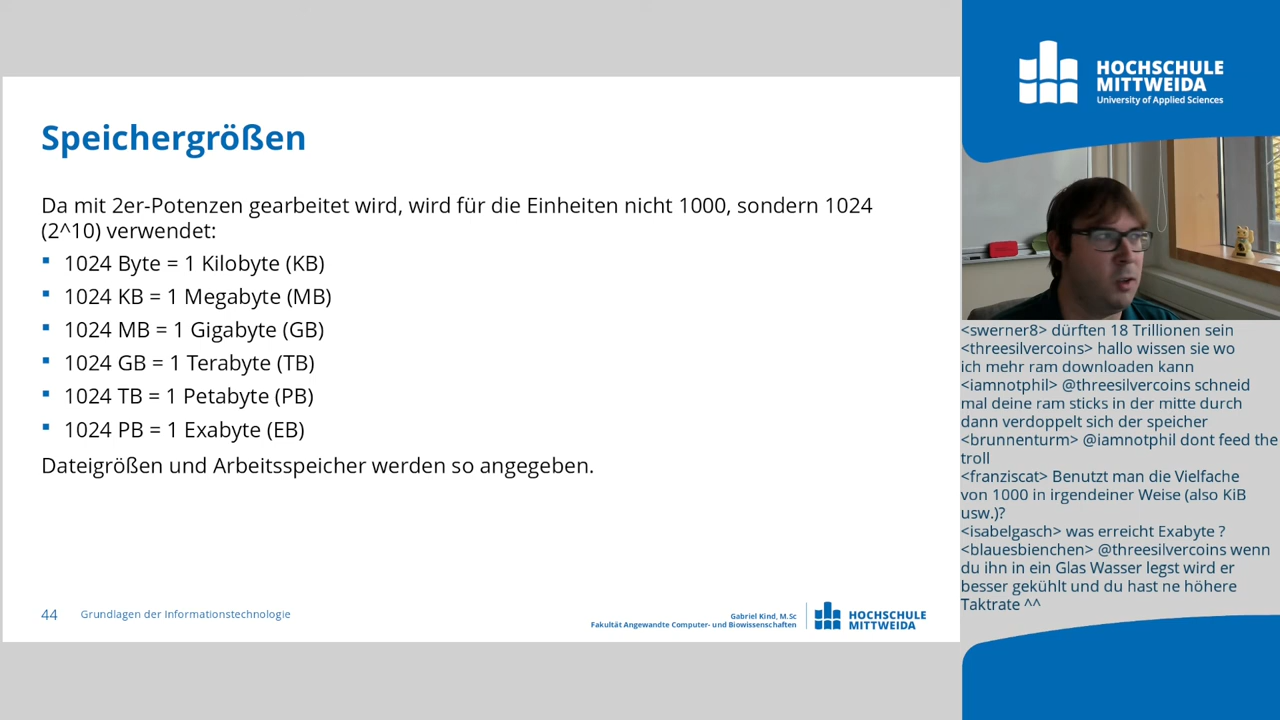 Speichergrößen
Da mit 2er-Potenzen gearbeitet wird, wird für die Einheiten nicht 1000, sondern 1024
(2^10) verwendet:
1024 Byte = 1 Kilobyte (KB)
1024 KB = 1 Megabyte (MB)
1024 MB = 1 Gigabyte (GB)
1024 GB = 1 Terabyte (TB)
1024 TB = 1 Petabyte (PB)
1024 PB = 1 Exabyte (EB)
Dateigrößen und Arbeitsspeicher werden so angegeben.
44 Grundlagen der Informationstechnologie
Gabriel Kind, M.Sc
Fakultät Angewandte Computer- und Biowissenschaften
HOCHSCHULE
MITTWEIDA
HOCHSCHULE
MITTWEIDA
University of Applied Sciences
<swerner8> dürften 18 Trillionen sein
<threesilvercoins> hallo wissen sie wo
ich mehr ram downloaden kann
<iamnotphil> @threesilvercoins schneid
mal deine ram sticks in der mitte durch
dann verdoppelt sich der speicher
<brunnenturm> @iamnotphil dont feed the
troll
<franziscat> Benutzt man die Vielfache
von 1000 in irgendeiner Weise (also KiB
usw.)?
<isabelgasch> was erreicht Exabyte ?
<blauesbienchen> @threesilvercoins wenn
du ihn in ein Glas Wasser legst wird er
besser gekühlt und du hast ne höhere
Taktrate ^^